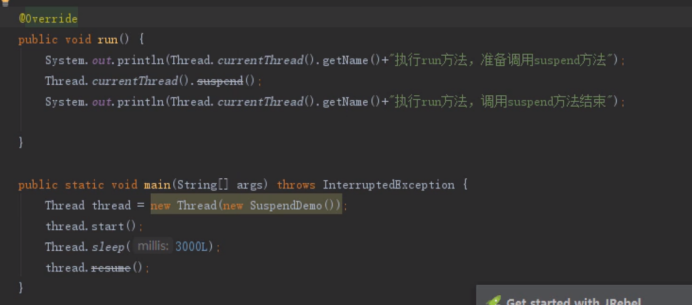 @Override
public void run() {
System.out.println(Thread.currentThread().getName()+"执行run方法，准备调用suspend方法");
Thread.currentThread().suspend();
System.out.println(Thread.currentThread().getName()+"执行run方法，调用suspend方法结束");
}
public static void main(String[] args) throws InterruptedException {
Thread thread = new Thread(new SuspendDemo());
thread.start();
Thread.sleep( millis: 3000L);
thread.resume();
}
Get started with JRebel